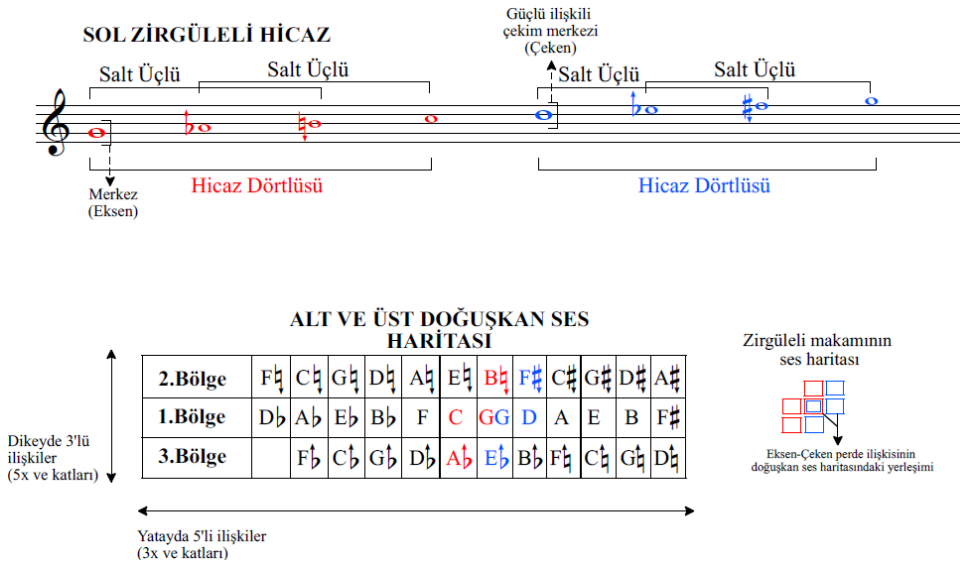 SOL ZİRGÜLELİ HİCAZ
Güçlü ilişkili
çekim merkezi
(Çeken)
Salt Üçlü
Salt Üçlü
Salt Üçlü
Salt Üçlü
Merkez
(Eksen)
Hicaz Dörtlüsü
Hicaz Dörtlüsü
ALT VE ÜST DOĞUŞKAN SES
HARİTASI
2.Bölge F♮ C♮ G♮ D♮ A♮ E♮ B♮ F♯ C♯ G♯ D♯ A♯
1.Bölge D♭ A♭ E♭ B♭ F C GG D A E B F♯
3.Bölge F♭ C♭ G♭ D♭ A♭ E♭ B♭ F♮ C♮ G♮ D♮
Dikeyde 3'lü
ilişkiler
(5x ve katları)
Yatayda 5'li ilişkiler
(3x ve katları)
Zirgüleli makamının
ses haritası
Eksen-Çeken perde ilişkisinin
doğuşkan ses haritasındaki yerleşimi